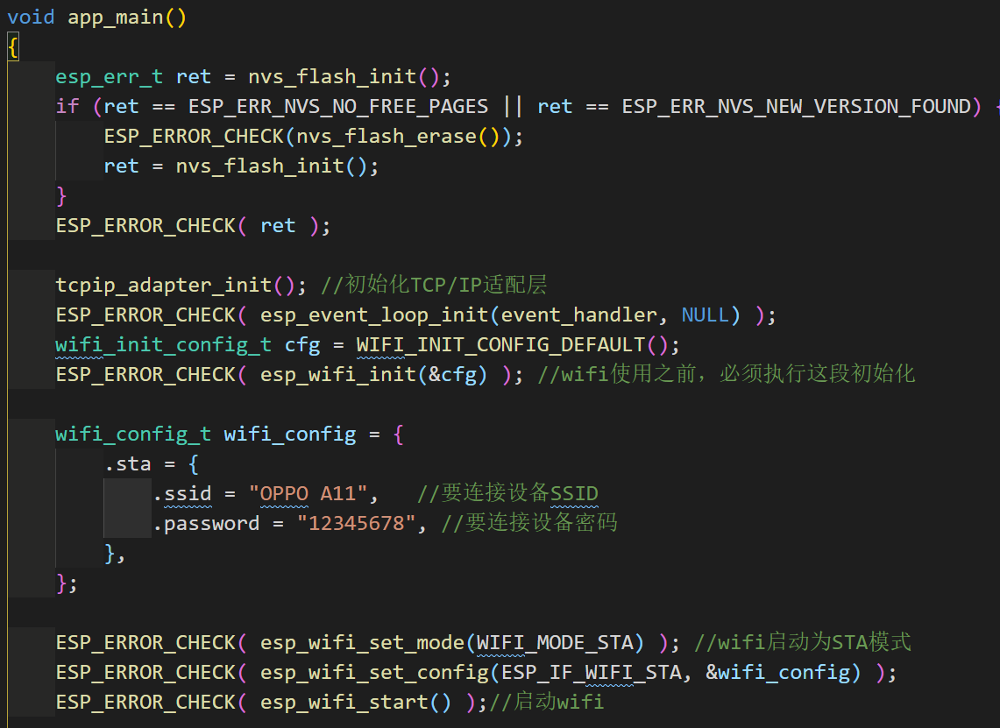 void app_main()
{
    esp_err_t ret = nvs_flash_init();
    if (ret == ESP_ERR_NVS_NO_FREE_PAGES || ret == ESP_ERR_NVS_NEW_VERSION_FOUND) {
        ESP_ERROR_CHECK(nvs_flash_erase());
        ret = nvs_flash_init();
    }
    ESP_ERROR_CHECK( ret );

    tcpip_adapter_init(); //初始化TCP/IP适配层
    ESP_ERROR_CHECK( esp_event_loop_init(event_handler, NULL) );
    wifi_init_config_t cfg = WIFI_INIT_CONFIG_DEFAULT();
    ESP_ERROR_CHECK( esp_wifi_init(&cfg) ); //wifi使用之前，必须执行这段初始化

    wifi_config_t wifi_config = {
        .sta = {
            .ssid = "OPPO A11",   //要连接设备SSID
            .password = "12345678", //要连接设备密码
        },
    };

    ESP_ERROR_CHECK( esp_wifi_set_mode(WIFI_MODE_STA) ); //wifi启动为STA模式
    ESP_ERROR_CHECK( esp_wifi_set_config(ESP_IF_WIFI_STA, &wifi_config) );
    ESP_ERROR_CHECK( esp_wifi_start() );//启动wifi